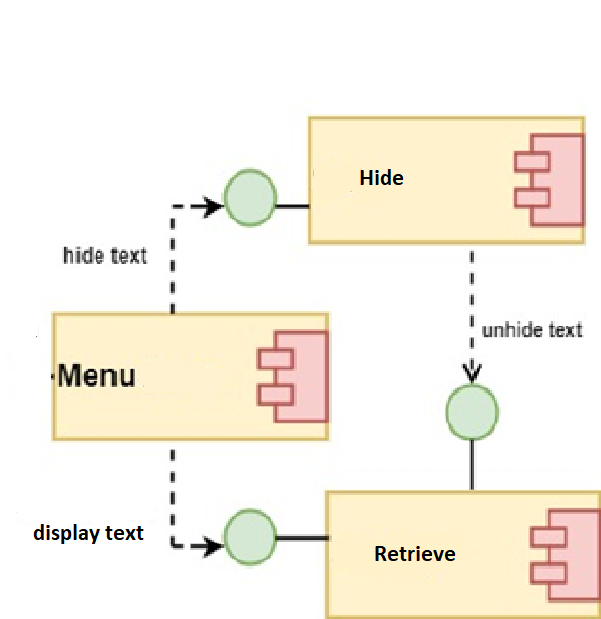 Hide
hide text
unhide text
Menu
display text
Retrieve